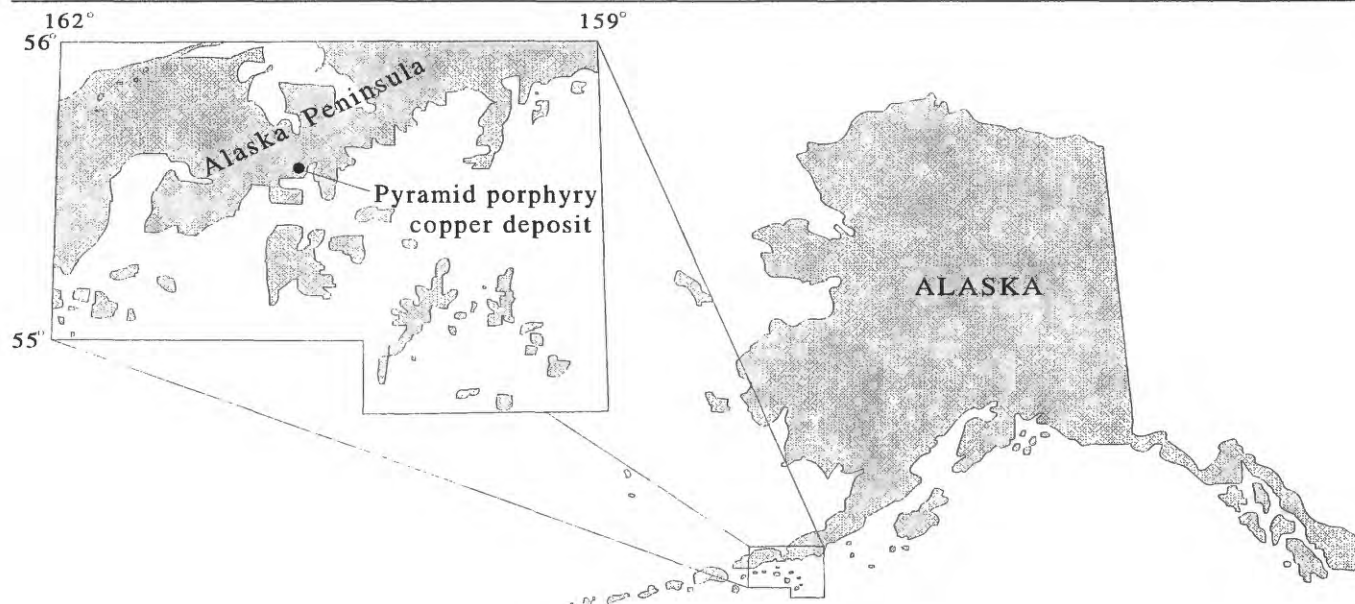 162° 159°
56°
Alaska Peninsula
Pyramid porphyry
copper deposit
ALASKA
55°